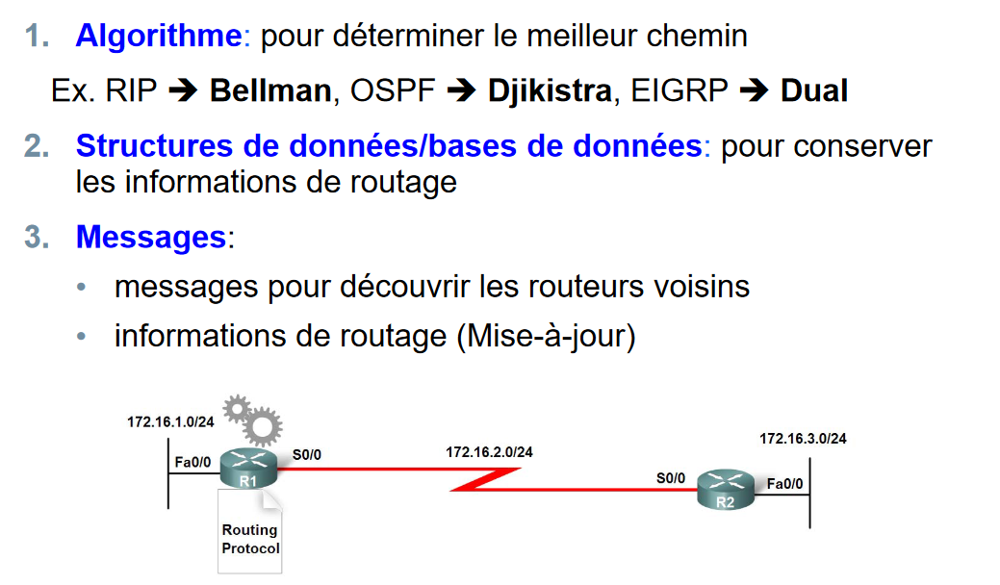 1. Algorithme: pour déterminer le meilleur chemin
Ex. RIP ➔ Bellman, OSPF ➔ Djikistra, EIGRP ➔ Dual
2. Structures de données/bases de données: pour conserver
les informations de routage
3. Messages:
• messages pour découvrir les routeurs voisins
• informations de routage (Mise-à-jour)
172.16.1.0/24
172.16.2.0/24
172.16.3.0/24
Fa0/0
R1
S0/0
S0/0
R2
Fa0/0
Routing
Protocol